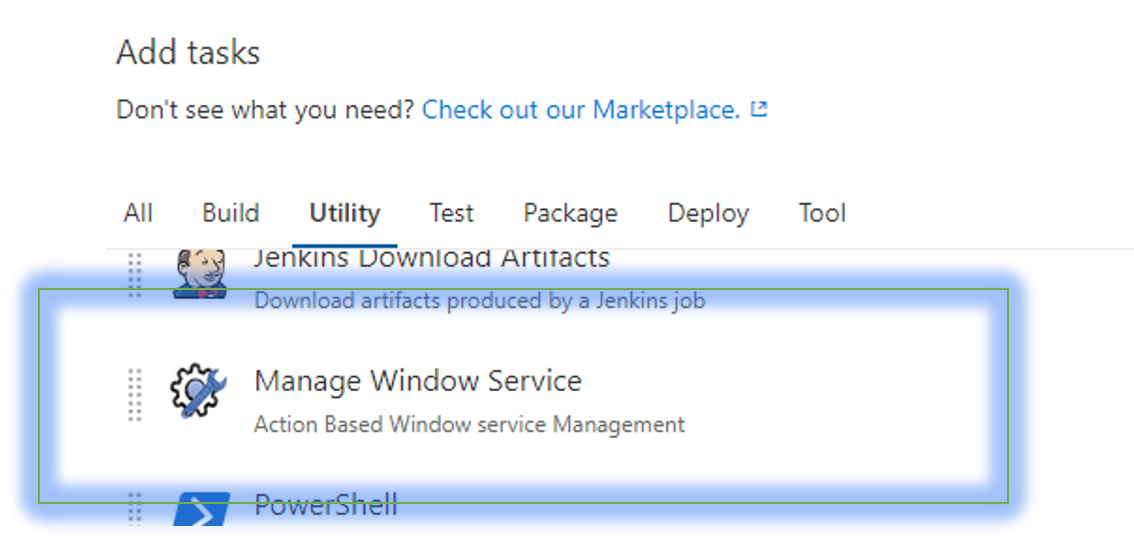 Add tasks
Don't see what you need? Check out our Marketplace.
All Build Utility Test Package Deploy Tool
Jenkins Download Artifacts
Download artifacts produced by a Jenkins job
Manage Window Service
Action Based Window service Management
PowerShell